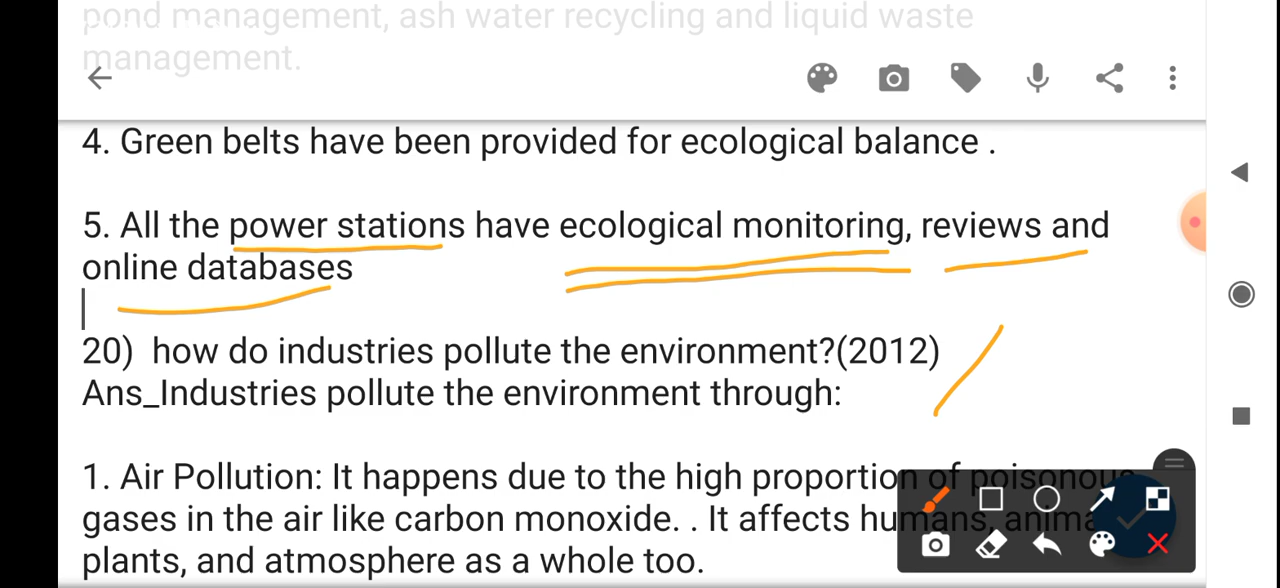 pond management, ash water recycling and liquid waste
management.
4. Green belts have been provided for ecological balance .
5. All the power stations have ecological monitoring, reviews and
online databases
20)  how do industries pollute the environment?(2012)
Ans_Industries pollute the environment through:
1. Air Pollution: It happens due to the high proportion of poisonous
gases in the air like carbon monoxide. . It affects humans, anima
plants, and atmosphere as a whole too.